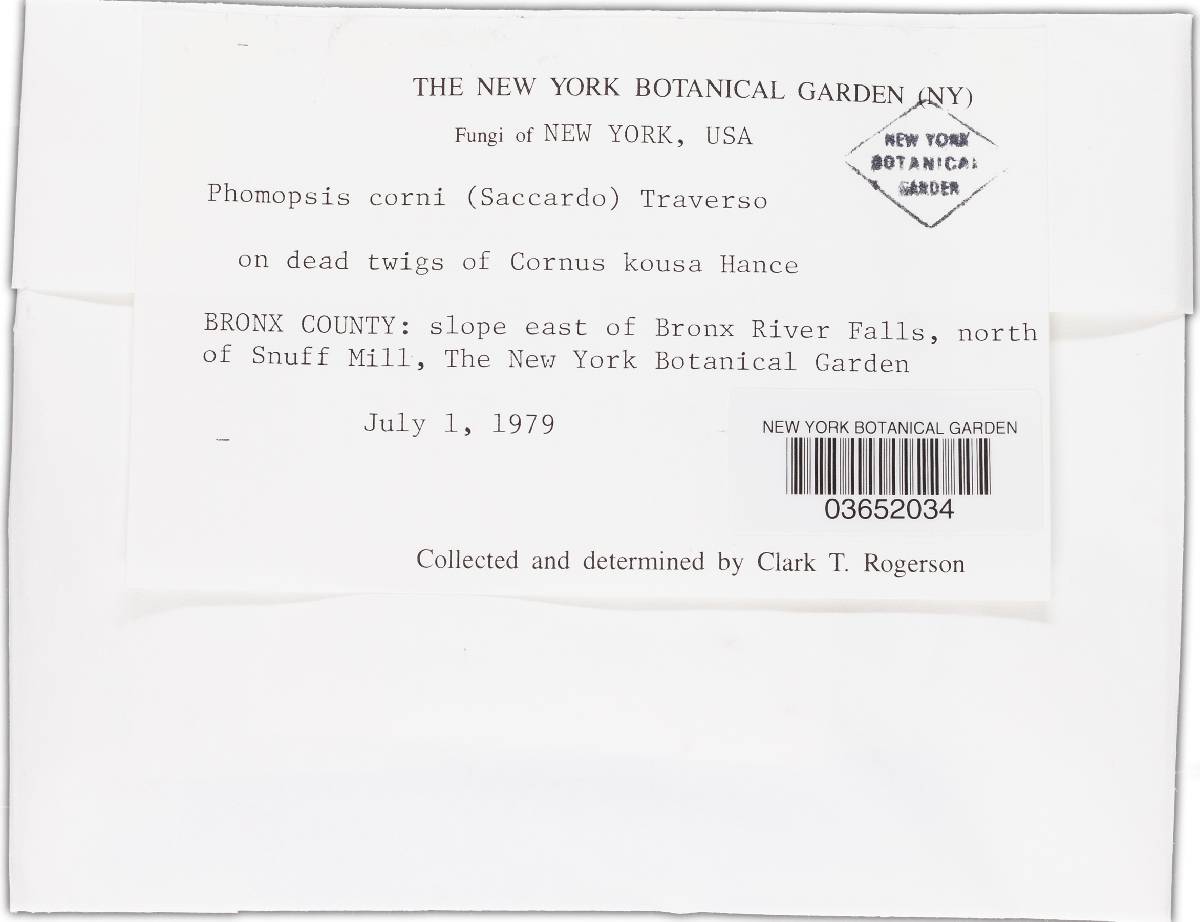 THE NEW YORK BOTANICAL GARDEN (NY)
Fungi of NEW YORK, USA
NEW YORK
BOTANICAL
GARDEN
Phomopsis corni (Saccardo) Traverso
on dead twigs of Cornus kousa Hance
BRONX COUNTY: slope east of Bronx River Falls, north
of Snuff Mill, The New York Botanical Garden
July 1, 1979
NEW YORK BOTANICAL GARDEN
03652034
Collected and determined by Clark T. Rogerson